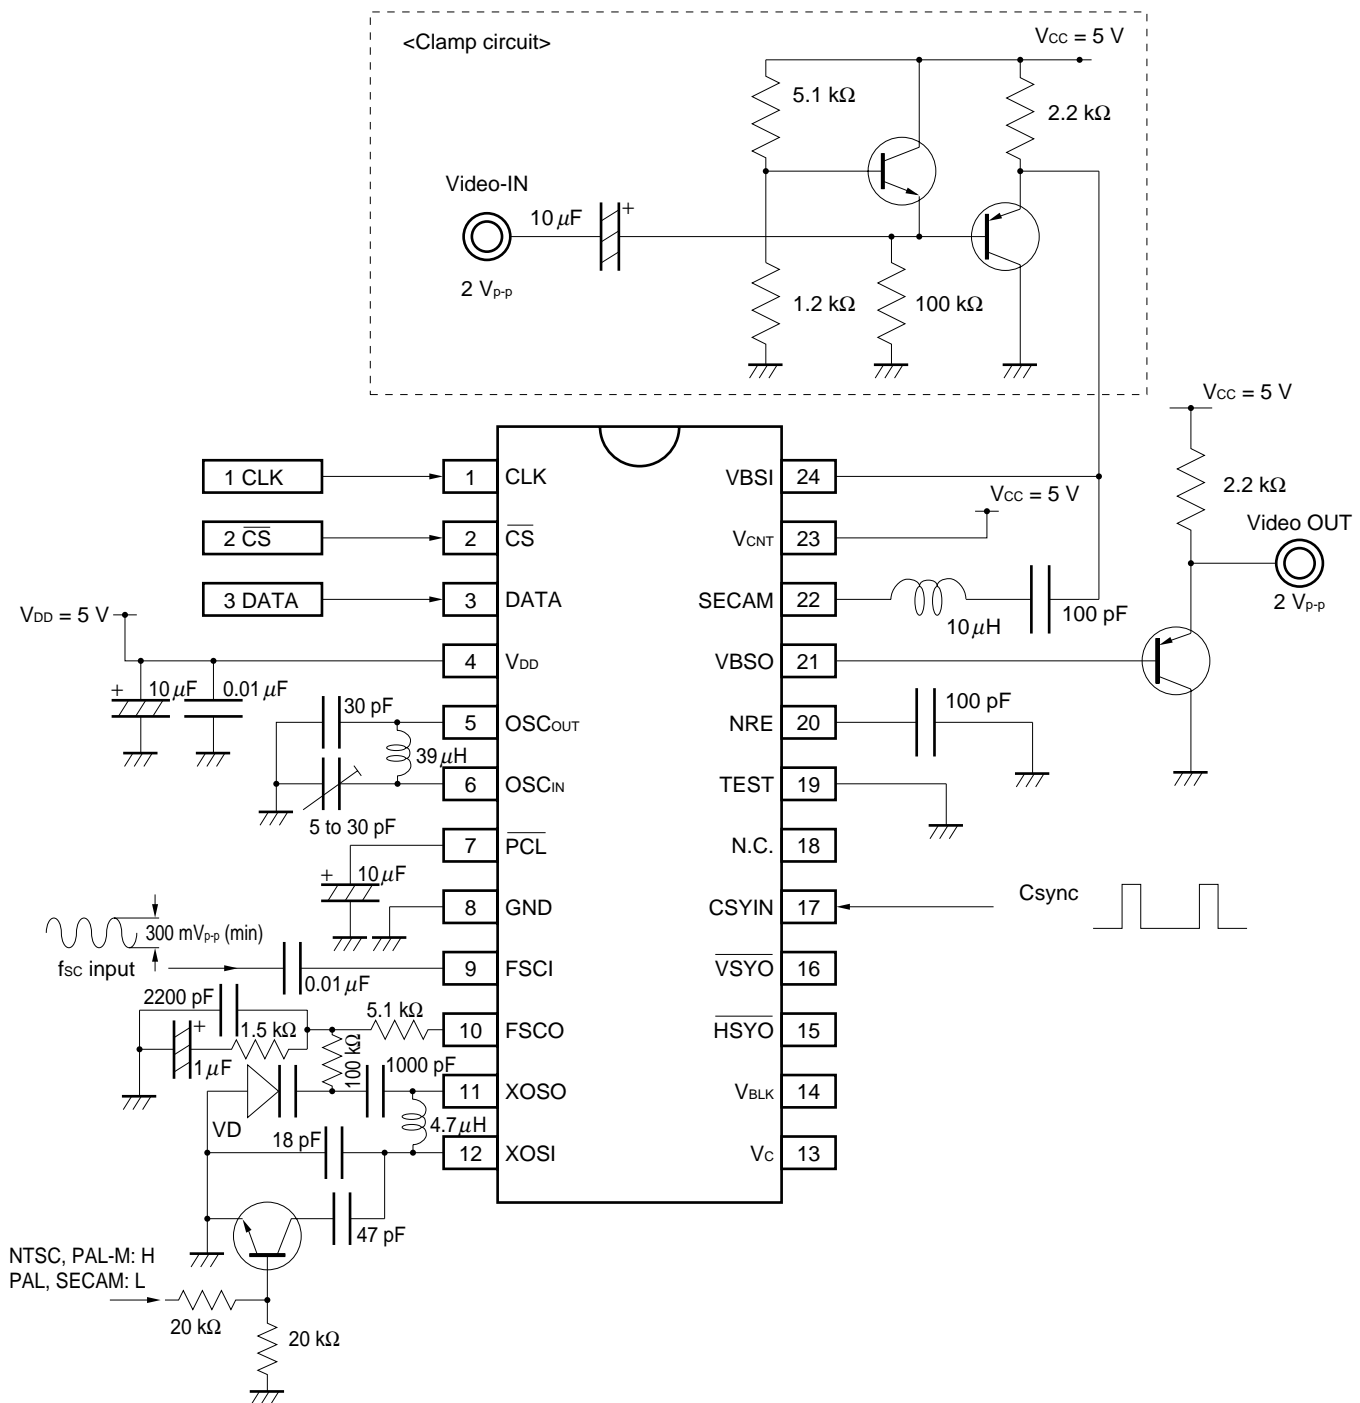 <Clamp circuit>
VCC = 5 V
5.1 kΩ
2.2 kΩ
Video-IN
10 µF
+
2 Vp-p
1.2 kΩ
100 kΩ
VCC = 5 V
1 CLK
1
CLK
VBSI
24
2.2 kΩ
VCC = 5 V
Video OUT
2 C̅S̅
2
C̅S̅
VCNT
23
3 DATA
3
DATA
SECAM
22
10 µH
100 pF
2 Vp-p
VDD = 5 V
4
VDD
VBSO
21
+
10 µF
0.01 µF
30 pF
5
OSCOUT
NRE
20
100 pF
39 µH
6
OSCIN
TEST
19
5 to 30 pF
7
P̅C̅L̅
N.C.
18
+
10 µF
8
GND
CSYIN
17
Csync
300 mVp-p (min)
fSC input
0.01 µF
9
FSCI
V̅S̅Y̅O̅
16
2200 pF
5.1 kΩ
10
FSCO
H̅S̅Y̅O̅
15
+
1.5 kΩ
1 µF
100 kΩ
1000 pF
11
XOSO
VBLK
14
VD
4.7 µH
18 pF
12
XOSI
VC
13
47 pF
NTSC, PAL-M: H
PAL, SECAM: L
20 kΩ
20 kΩ